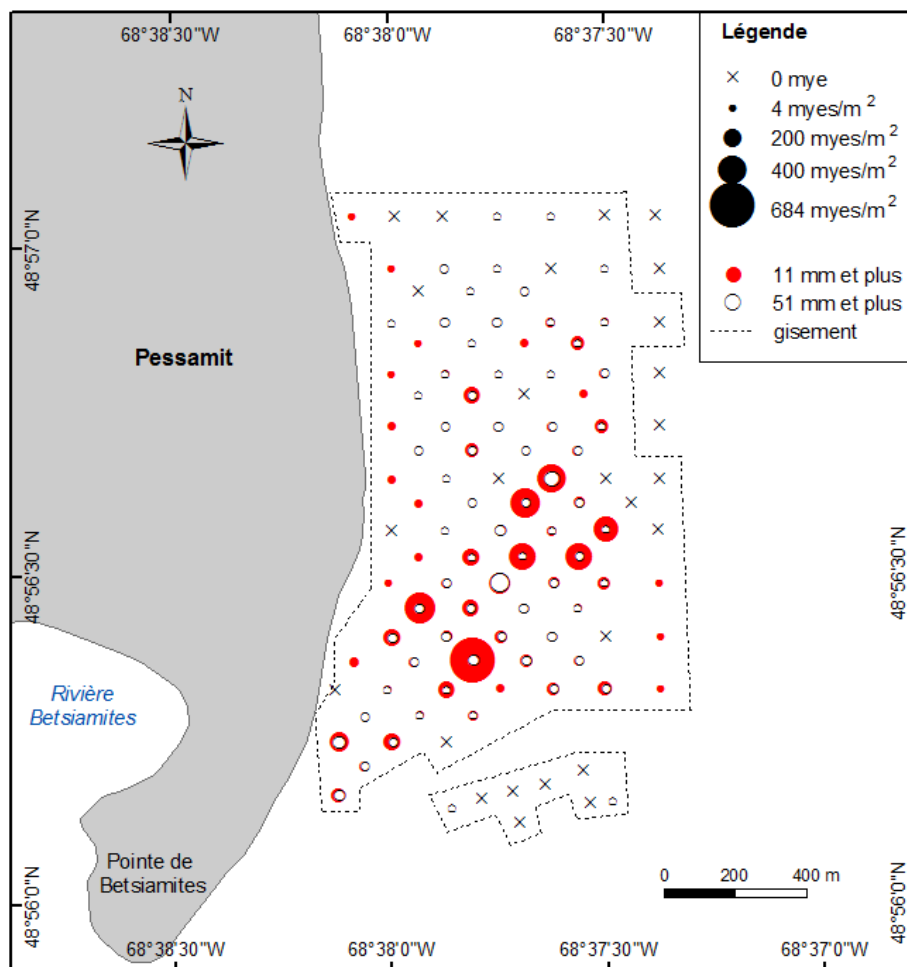 68°38'30"W
68°38'0"W
68°37'30"W
Légende
0 mye
4 myes/m²
200 myes/m²
400 myes/m²
684 myes/m²
11 mm et plus
51 mm et plus
gisement
N
48°57'0"N
48°57'0"N
Pessamit
48°56'30"N
48°56'30"N
Rivière
Betsiamites
Pointe de
Betsiamites
0 200 400 m
48°56'0"N
48°56'0"N
68°38'30"W
68°38'0"W
68°37'30"W
68°37'0"W